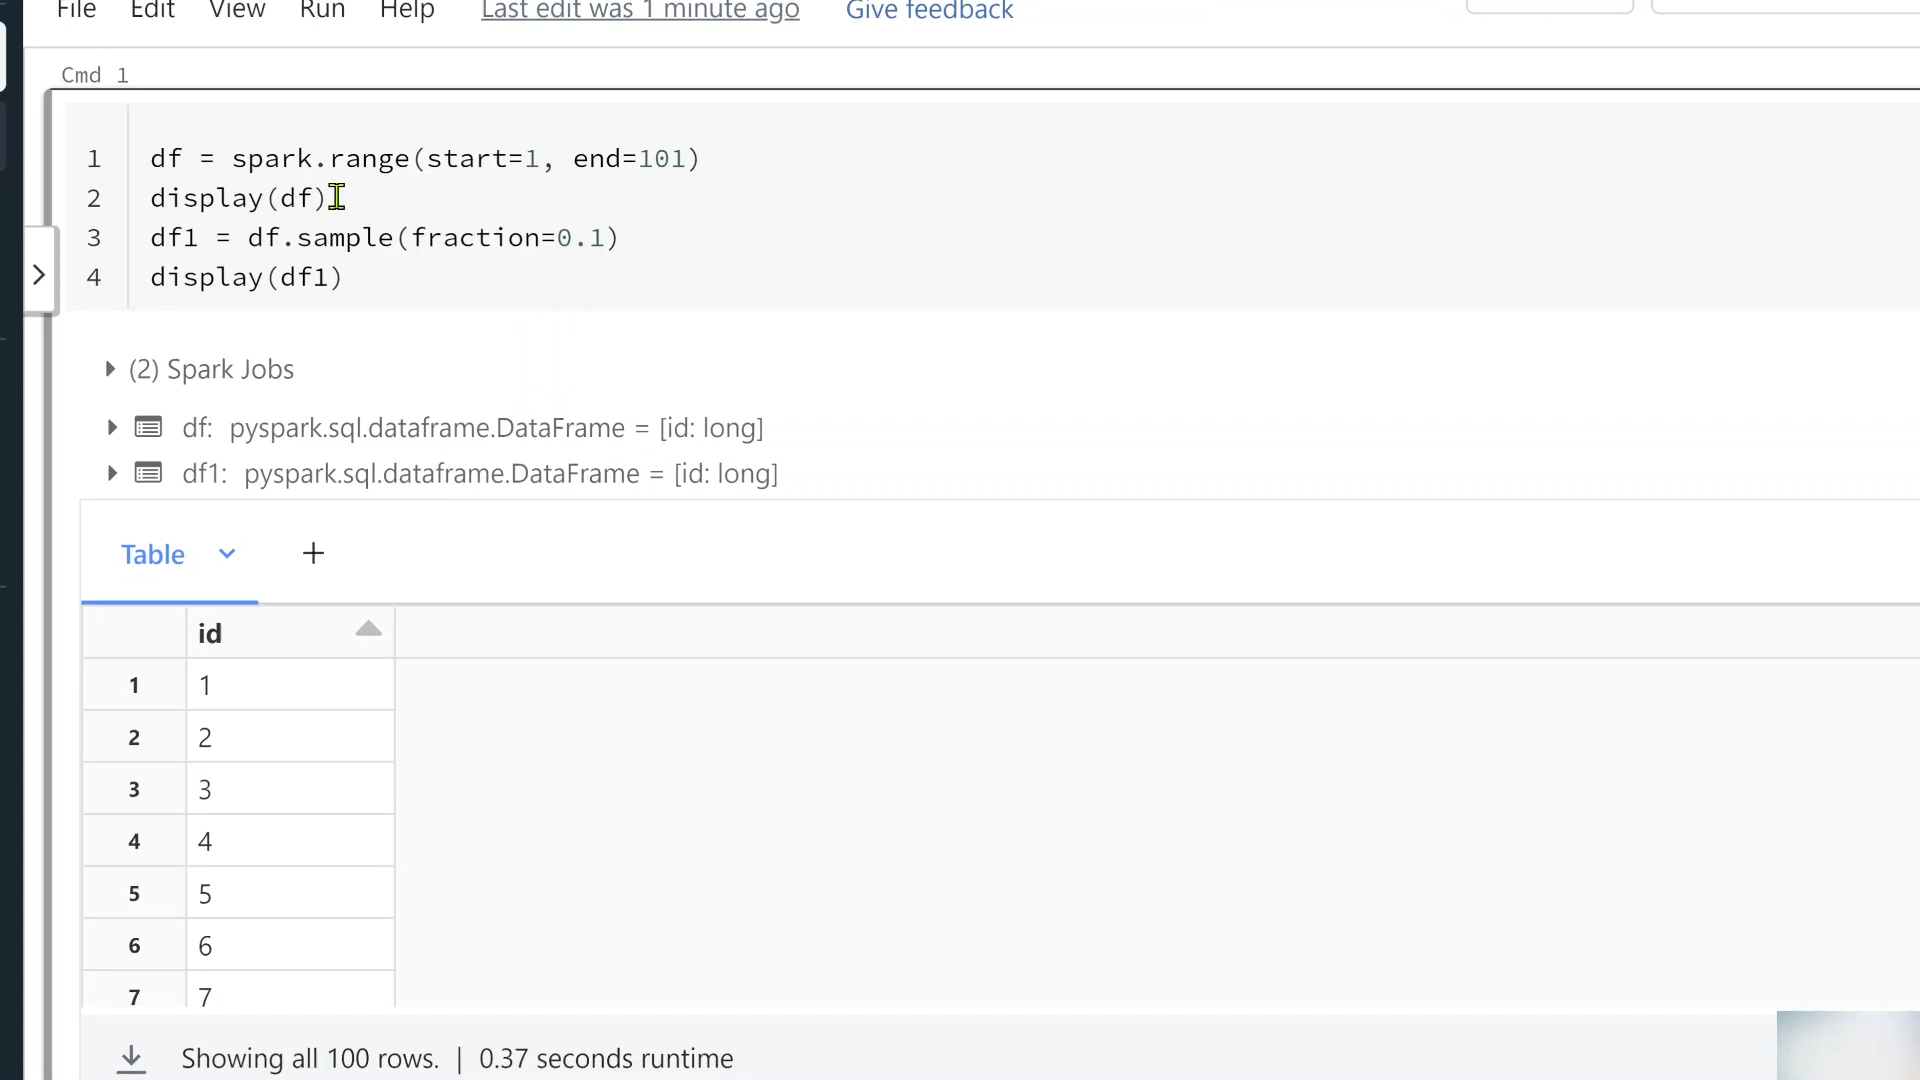 File Edit View Run Help Last edit was 1 minute ago Give feedback
Cmd 1
1 df = spark.range(start=1, end=101)
2 display(df)
3 df1 = df.sample(fraction=0.1)
4 display(df1)
(2) Spark Jobs
df: pyspark.sql.dataframe.DataFrame = [id: long]
df1: pyspark.sql.dataframe.DataFrame = [id: long]
Table +
id
1 1
2 2
3 3
4 4
5 5
6 6
7 7
Showing all 100 rows. | 0.37 seconds runtime